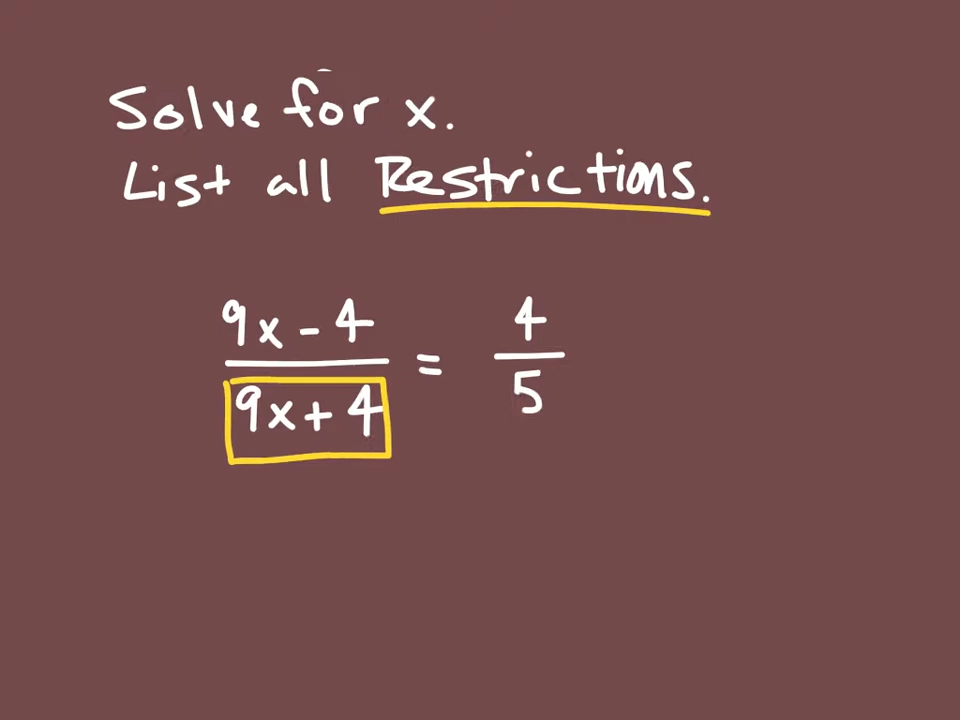 Solve for x.
List all Restrictions.
9x - 4 = 4
9x + 4 5